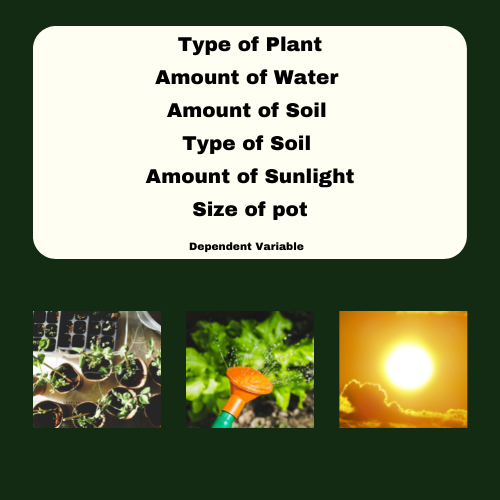 Type of Plant
Amount of Water
Amount of Soil
Type of Soil
Amount of Sunlight
Size of pot
Dependent Variable